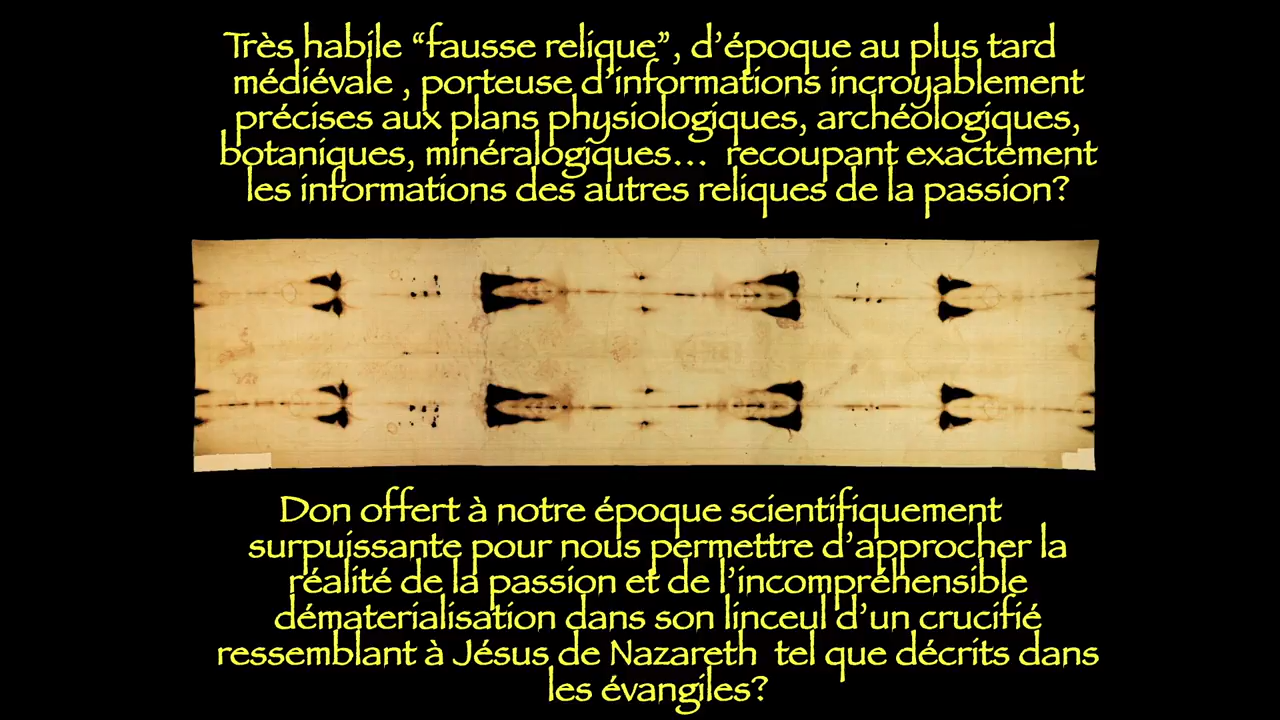 Très habile “fausse relique”, d’époque au plus tard
médiévale , porteuse d’informations incroyablement
précises aux plans physiologiques, archéologiques,
botaniques, minéralogiques… recoupant exactement
les informations des autres reliques de la passion?
Don offert à notre époque scientifiquement
surpuissante pour nous permettre d’approcher la
réalité de la passion et de l’incompréhensible
dématerialisation dans son linceul d’un crucifié
ressemblant à Jésus de Nazareth tel que décrits dans
les évangiles?